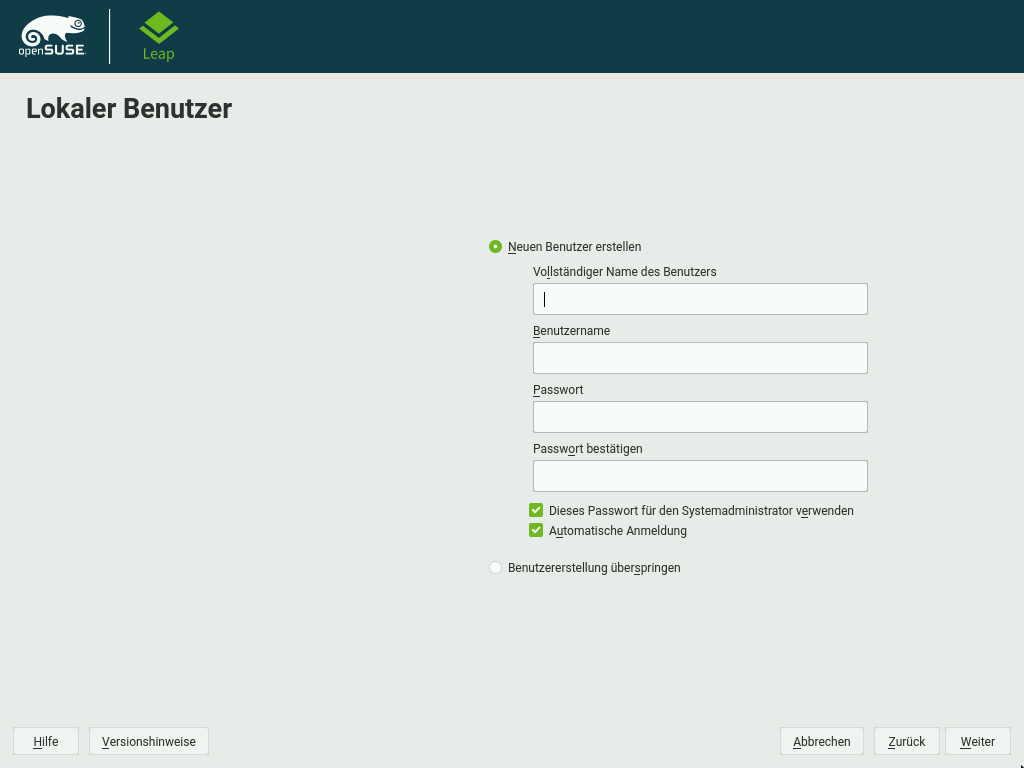 openSUSE.
Leap
Lokaler Benutzer
Neuen Benutzer erstellen
Vollständiger Name des Benutzers
Benutzername
Passwort
Passwort bestätigen
Dieses Passwort für den Systemadministrator verwenden
Automatische Anmeldung
Benutzererstellung überspringen
Hilfe Versionshinweise Abbrechen Zurück Weiter